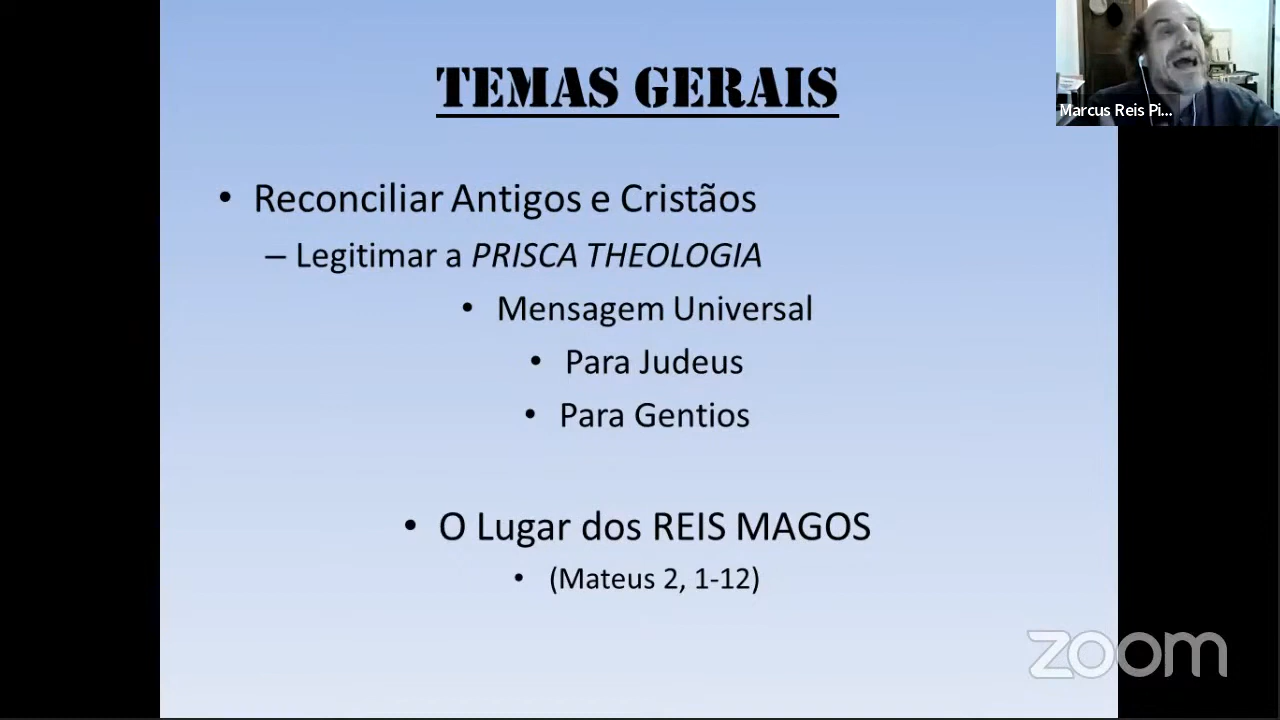 TEMAS GERAIS
Marcus Reis Pi...
• Reconciliar Antigos e Cristãos
– Legitimar a PRISCA THEOLOGIA
• Mensagem Universal
• Para Judeus
• Para Gentios
• O Lugar dos REIS MAGOS
• (Mateus 2, 1-12)
zoom